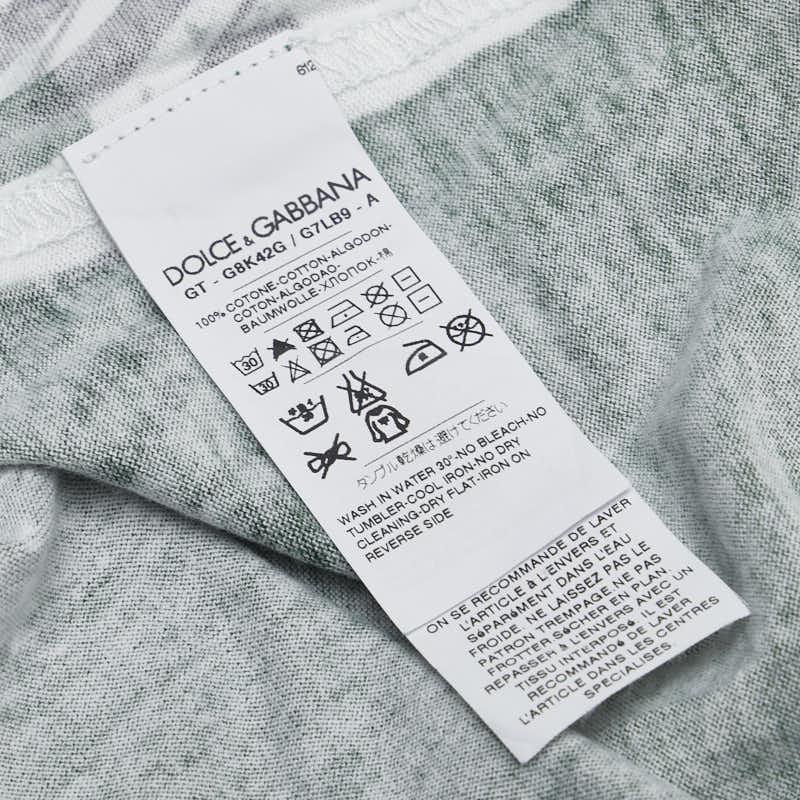 612
DOLCE & GABBANA
GT - G8K42G / G7LB9 - A
100% COTONE-COTTON-ALGODON-
COTON-ALGODAO-
BAUMWOLLE-ХЛОПОК-棉
30
30
タンブル乾燥は避けてください
WASH IN WATER 30°-NO BLEACH-NO
TUMBLER-COOL IRON-NO DRY
CLEANING-DRY FLAT-IRON ON
REVERSE SIDE
ON SE RECOMMANDE DE LAVER
L'ARTICLE À L'ENVERS ET
SÉPARÉMENT DANS L'EAU
FROIDE. NE LAISSEZ PAS LE
PATRON TREMPAGE. NE PAS
FROTTER. SÉCHER EN PLAN.
REPASSER À L'ENVERS AVEC UN
TISSU INTERPOSÉ. IL EST
RECOMMANDÉ DE LAVER
L'ARTICLE DANS LES CENTRES
SPÉCIALISES.